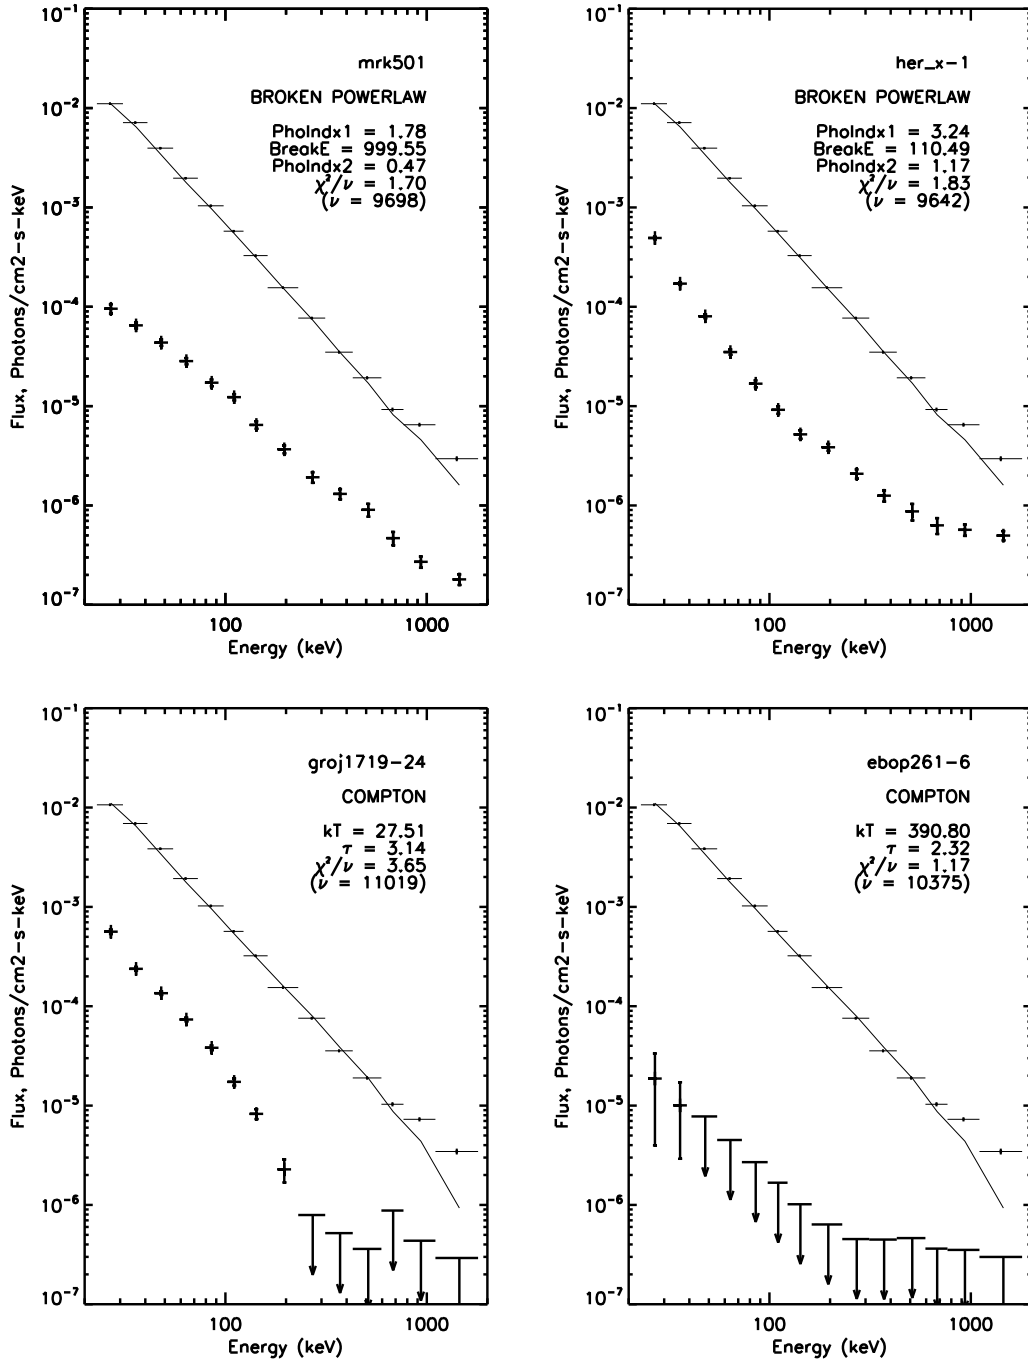 10⁻¹
10⁻²
10⁻³
10⁻⁴
10⁻⁵
10⁻⁶
10⁻⁷
Flux, Photons/cm2-s-keV
mrk501
BROKEN POWERLAW
PhoIndx1 = 1.78
BreakE = 999.55
PhoIndx2 = 0.47
χ²/ν = 1.70
(ν = 9698)
100 1000
Energy (keV)
10⁻¹
10⁻²
10⁻³
10⁻⁴
10⁻⁵
10⁻⁶
10⁻⁷
Flux, Photons/cm2-s-keV
her_x-1
BROKEN POWERLAW
PhoIndx1 = 3.24
BreakE = 110.49
PhoIndx2 = 1.17
χ²/ν = 1.83
(ν = 9642)
100 1000
Energy (keV)
10⁻¹
10⁻²
10⁻³
10⁻⁴
10⁻⁵
10⁻⁶
10⁻⁷
Flux, Photons/cm2-s-keV
groj1719-24
COMPTON
kT = 27.51
τ = 3.14
χ²/ν = 3.65
(ν = 11019)
100 1000
Energy (keV)
10⁻¹
10⁻²
10⁻³
10⁻⁴
10⁻⁵
10⁻⁶
10⁻⁷
Flux, Photons/cm2-s-keV
ebop261-6
COMPTON
kT = 390.80
τ = 2.32
χ²/ν = 1.17
(ν = 10375)
100 1000
Energy (keV)